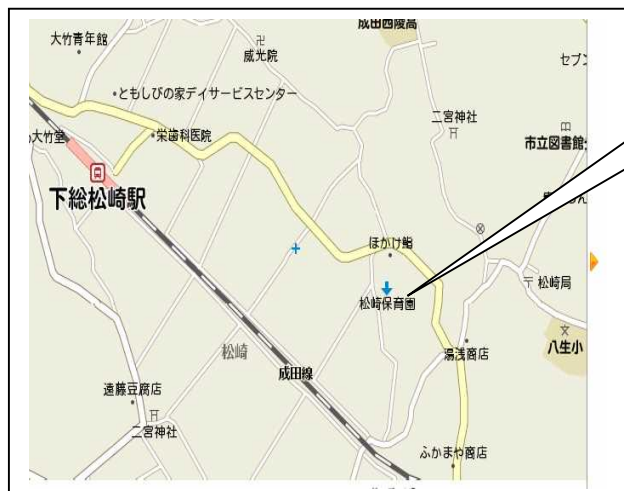 大竹青年館
成田西陵高
威光院
セブン
ともしびの家デイサービスセンター
二宮神社
大竹堂
栄歯科医院
市立図書館
下総松崎駅
ほがけ鮨
松崎保育園
松崎局
八生小
湯浅商店
松崎
成田線
遠藤豆腐店
二宮神社
ふかまや商店